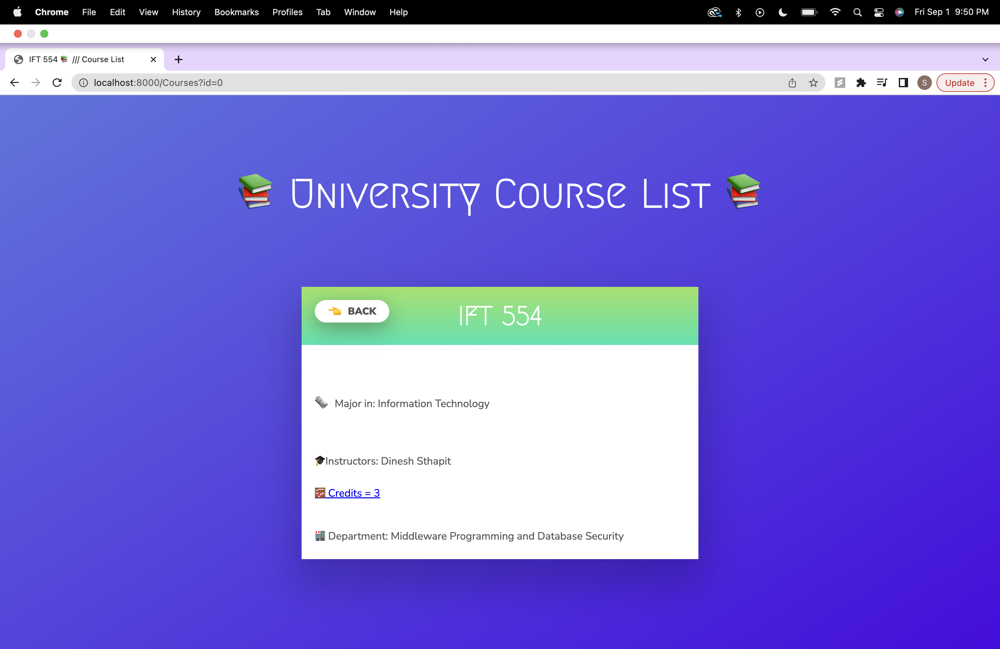 Chrome File Edit View History Bookmarks Profiles Tab Window Help Fri Sep 1 9:50 PM
IFT 554 📚 /// Course List
localhost:8000/Courses?id=0 S Update
📚 University Course List 📚
👈 BACK IFT 554
🗞️ Major in: Information Technology
🎓Instructors: Dinesh Sthapit
🧮 Credits = 3
🏬 Department: Middleware Programming and Database Security